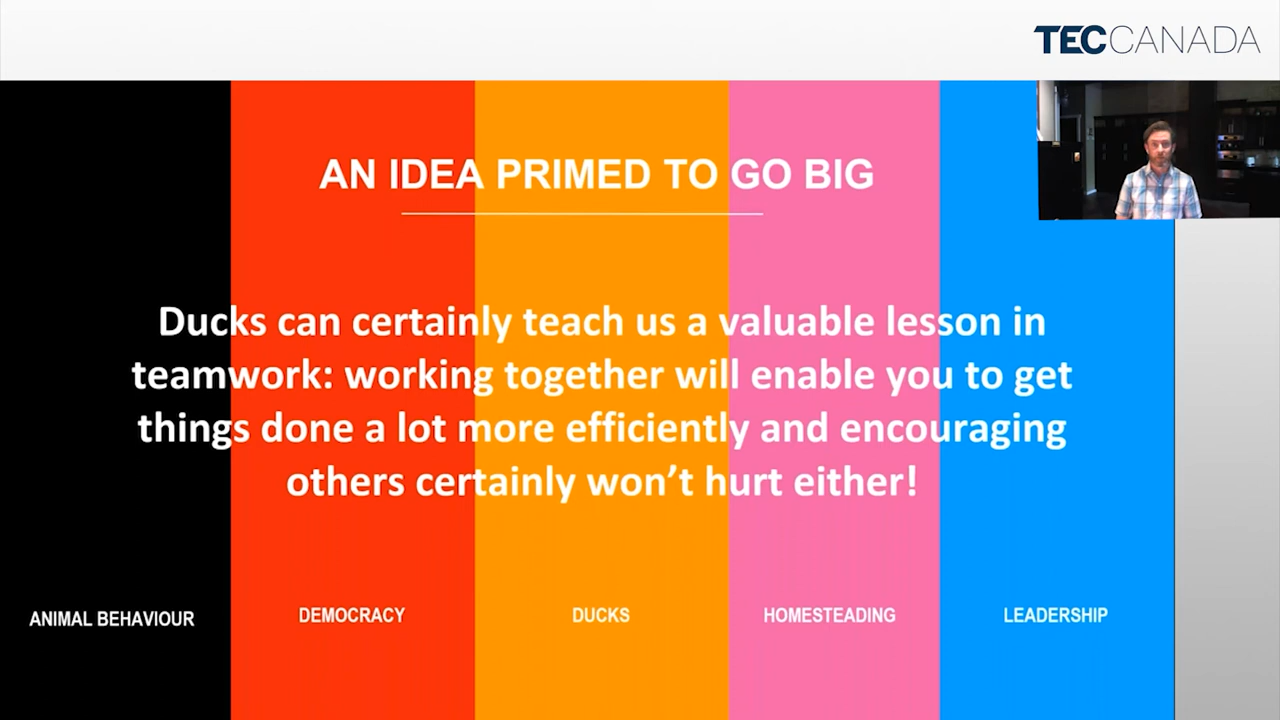 TECCANADA
AN IDEA PRIMED TO GO BIG
Ducks can certainly teach us a valuable lesson in
teamwork: working together will enable you to get
things done a lot more efficiently and encouraging
others certainly won’t hurt either!
ANIMAL BEHAVIOUR
DEMOCRACY
DUCKS
HOMESTEADING
LEADERSHIP